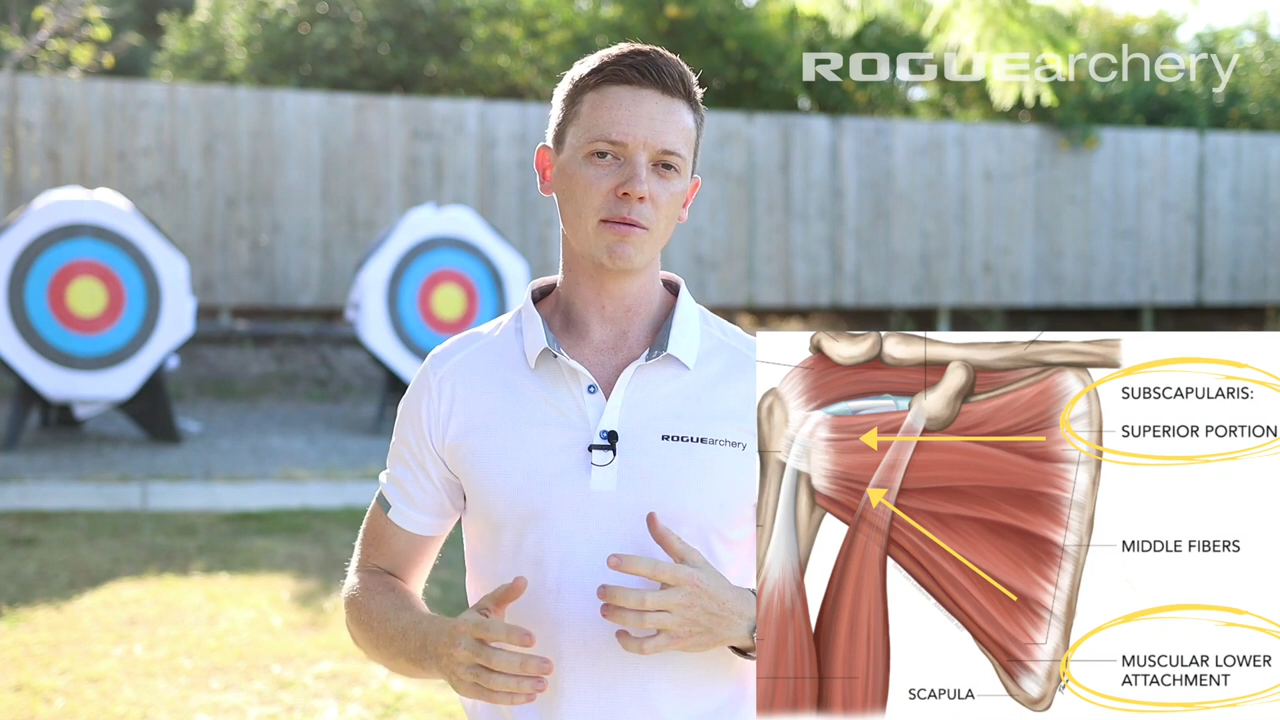 ROGUEarchery
ROGUEarchery
SUBSCAPULARIS:
SUPERIOR PORTION
MIDDLE FIBERS
MUSCULAR LOWER
ATTACHMENT
SCAPULA